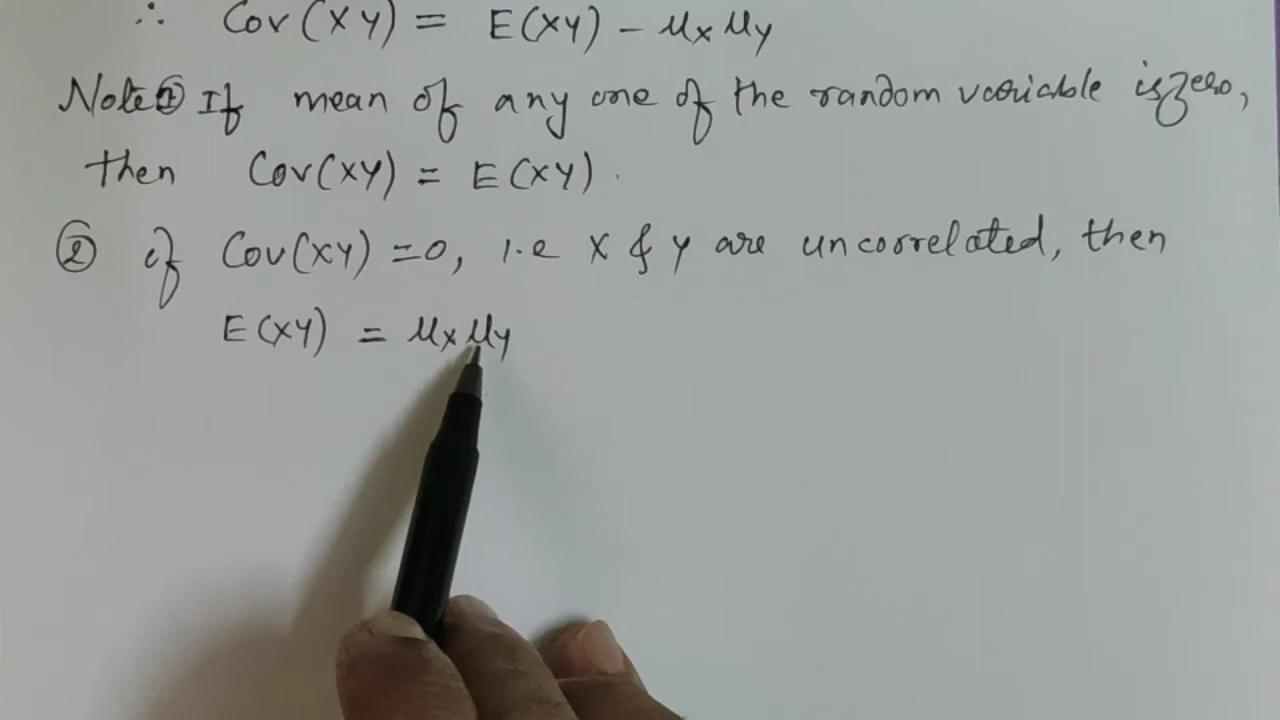 ∴ Cov(XY) = E(XY) - μx μy
Note① If mean of any one of the random variable is zero,
then Cov(XY) = E(XY).
② if Cov(XY) = 0, i.e X & Y are uncorrelated, then
E(XY) = μx μy